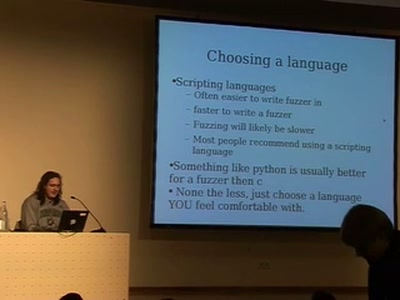 Choosing a language
•Scripting languages
– Often easier to write fuzzer in
– faster to write a fuzzer
– Fuzzing will likely be slower
– Most people recommend using a scripting
language
•Something like python is usually better
for a fuzzer then c
• None the less, just choose a language
YOU feel comfortable with.